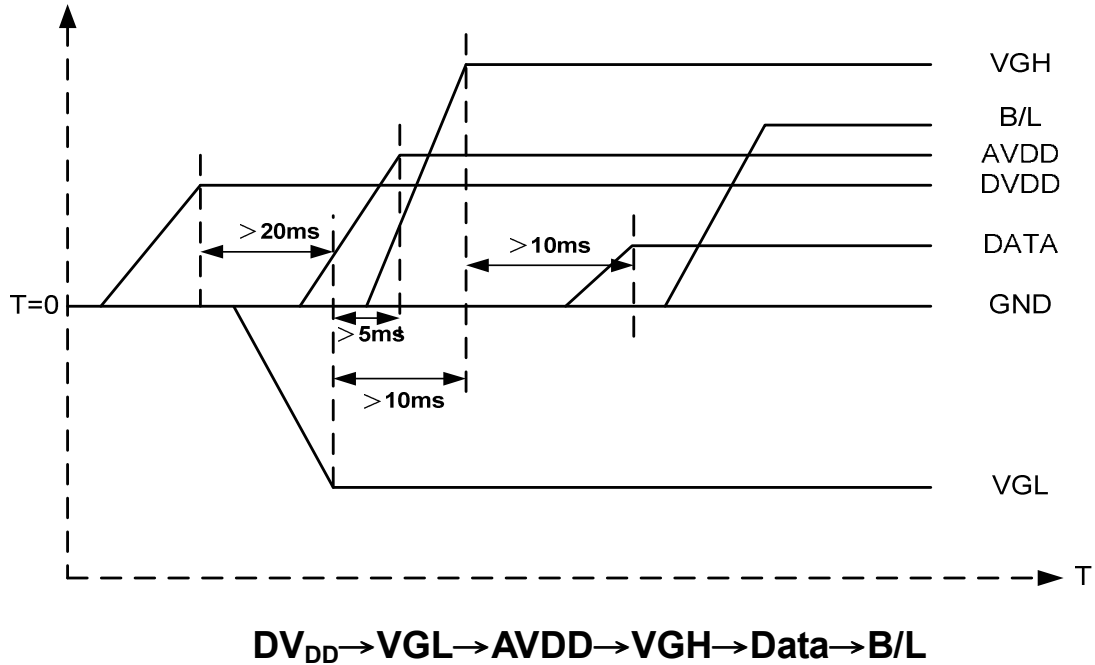 VGH
B/L
AVDD
DVDD
>20ms
>10ms
DATA
T=0
GND
>5ms
>10ms
VGL
T
DVDD→VGL→AVDD→VGH→Data→B/L